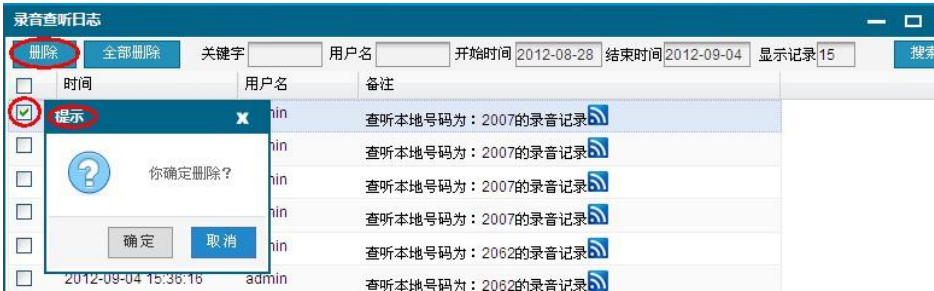 录音查听日志
删除 全部删除 关键字 用户名 开始时间 2012-08-28 结束时间 2012-09-04 显示记录 15
时间 用户名 备注
查听本地号码为：2007的录音记录
查听本地号码为：2007的录音记录
查听本地号码为：2007的录音记录
查听本地号码为：2007的录音记录
查听本地号码为：2062的录音记录
2012-09-04 15:36:16 admin 查听本地号码为：2062的录音记录
提示 x
你确定删除？
确定 取消